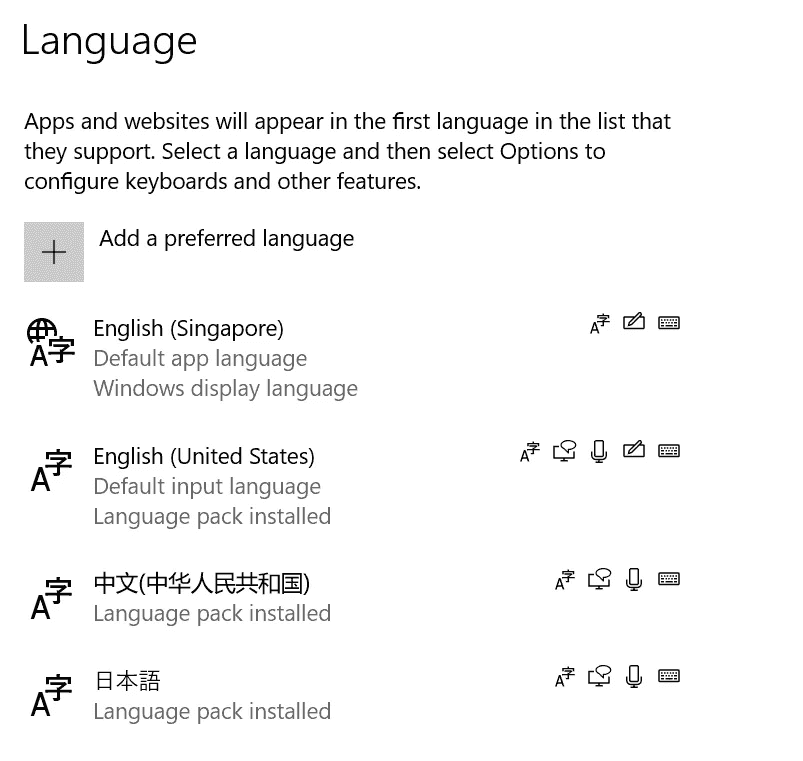 Language
Apps and websites will appear in the first language in the list that
they support. Select a language and then select Options to
configure keyboards and other features.
Add a preferred language
English (Singapore)
Default app language
Windows display language
English (United States)
Default input language
Language pack installed
中文(中华人民共和国)
Language pack installed
日本語
Language pack installed